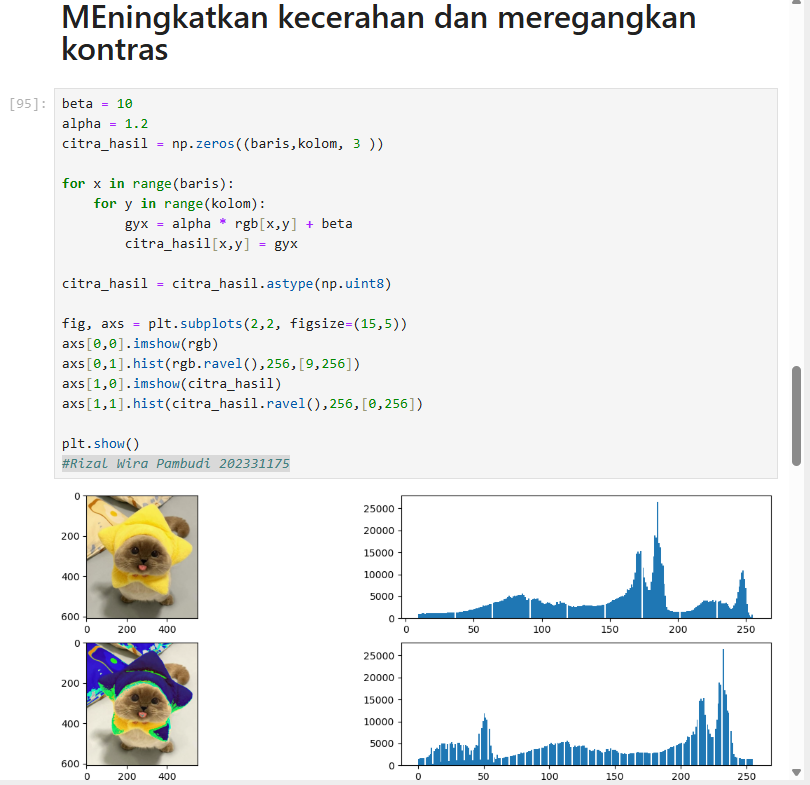 MEningkatkan kecerahan dan meregangkan
kontras
[95]:
beta = 10
alpha = 1.2
citra_hasil = np.zeros((baris,kolom, 3 ))
for x in range(baris):
for y in range(kolom):
gyx = alpha * rgb[x,y] + beta
citra_hasil[x,y] = gyx
citra_hasil = citra_hasil.astype(np.uint8)
fig, axs = plt.subplots(2,2, figsize=(15,5))
axs[0,0].imshow(rgb)
axs[0,1].hist(rgb.ravel(),256,[9,256])
axs[1,0].imshow(citra_hasil)
axs[1,1].hist(citra_hasil.ravel(),256,[0,256])
plt.show()
#Rizal Wira Pambudi 202331175
0
200
400
600
0 200 400
25000
20000
15000
10000
5000
0
0 50 100 150 200 250
0
200
400
600
0 200 400
25000
20000
15000
10000
5000
0
0 50 100 150 200 250